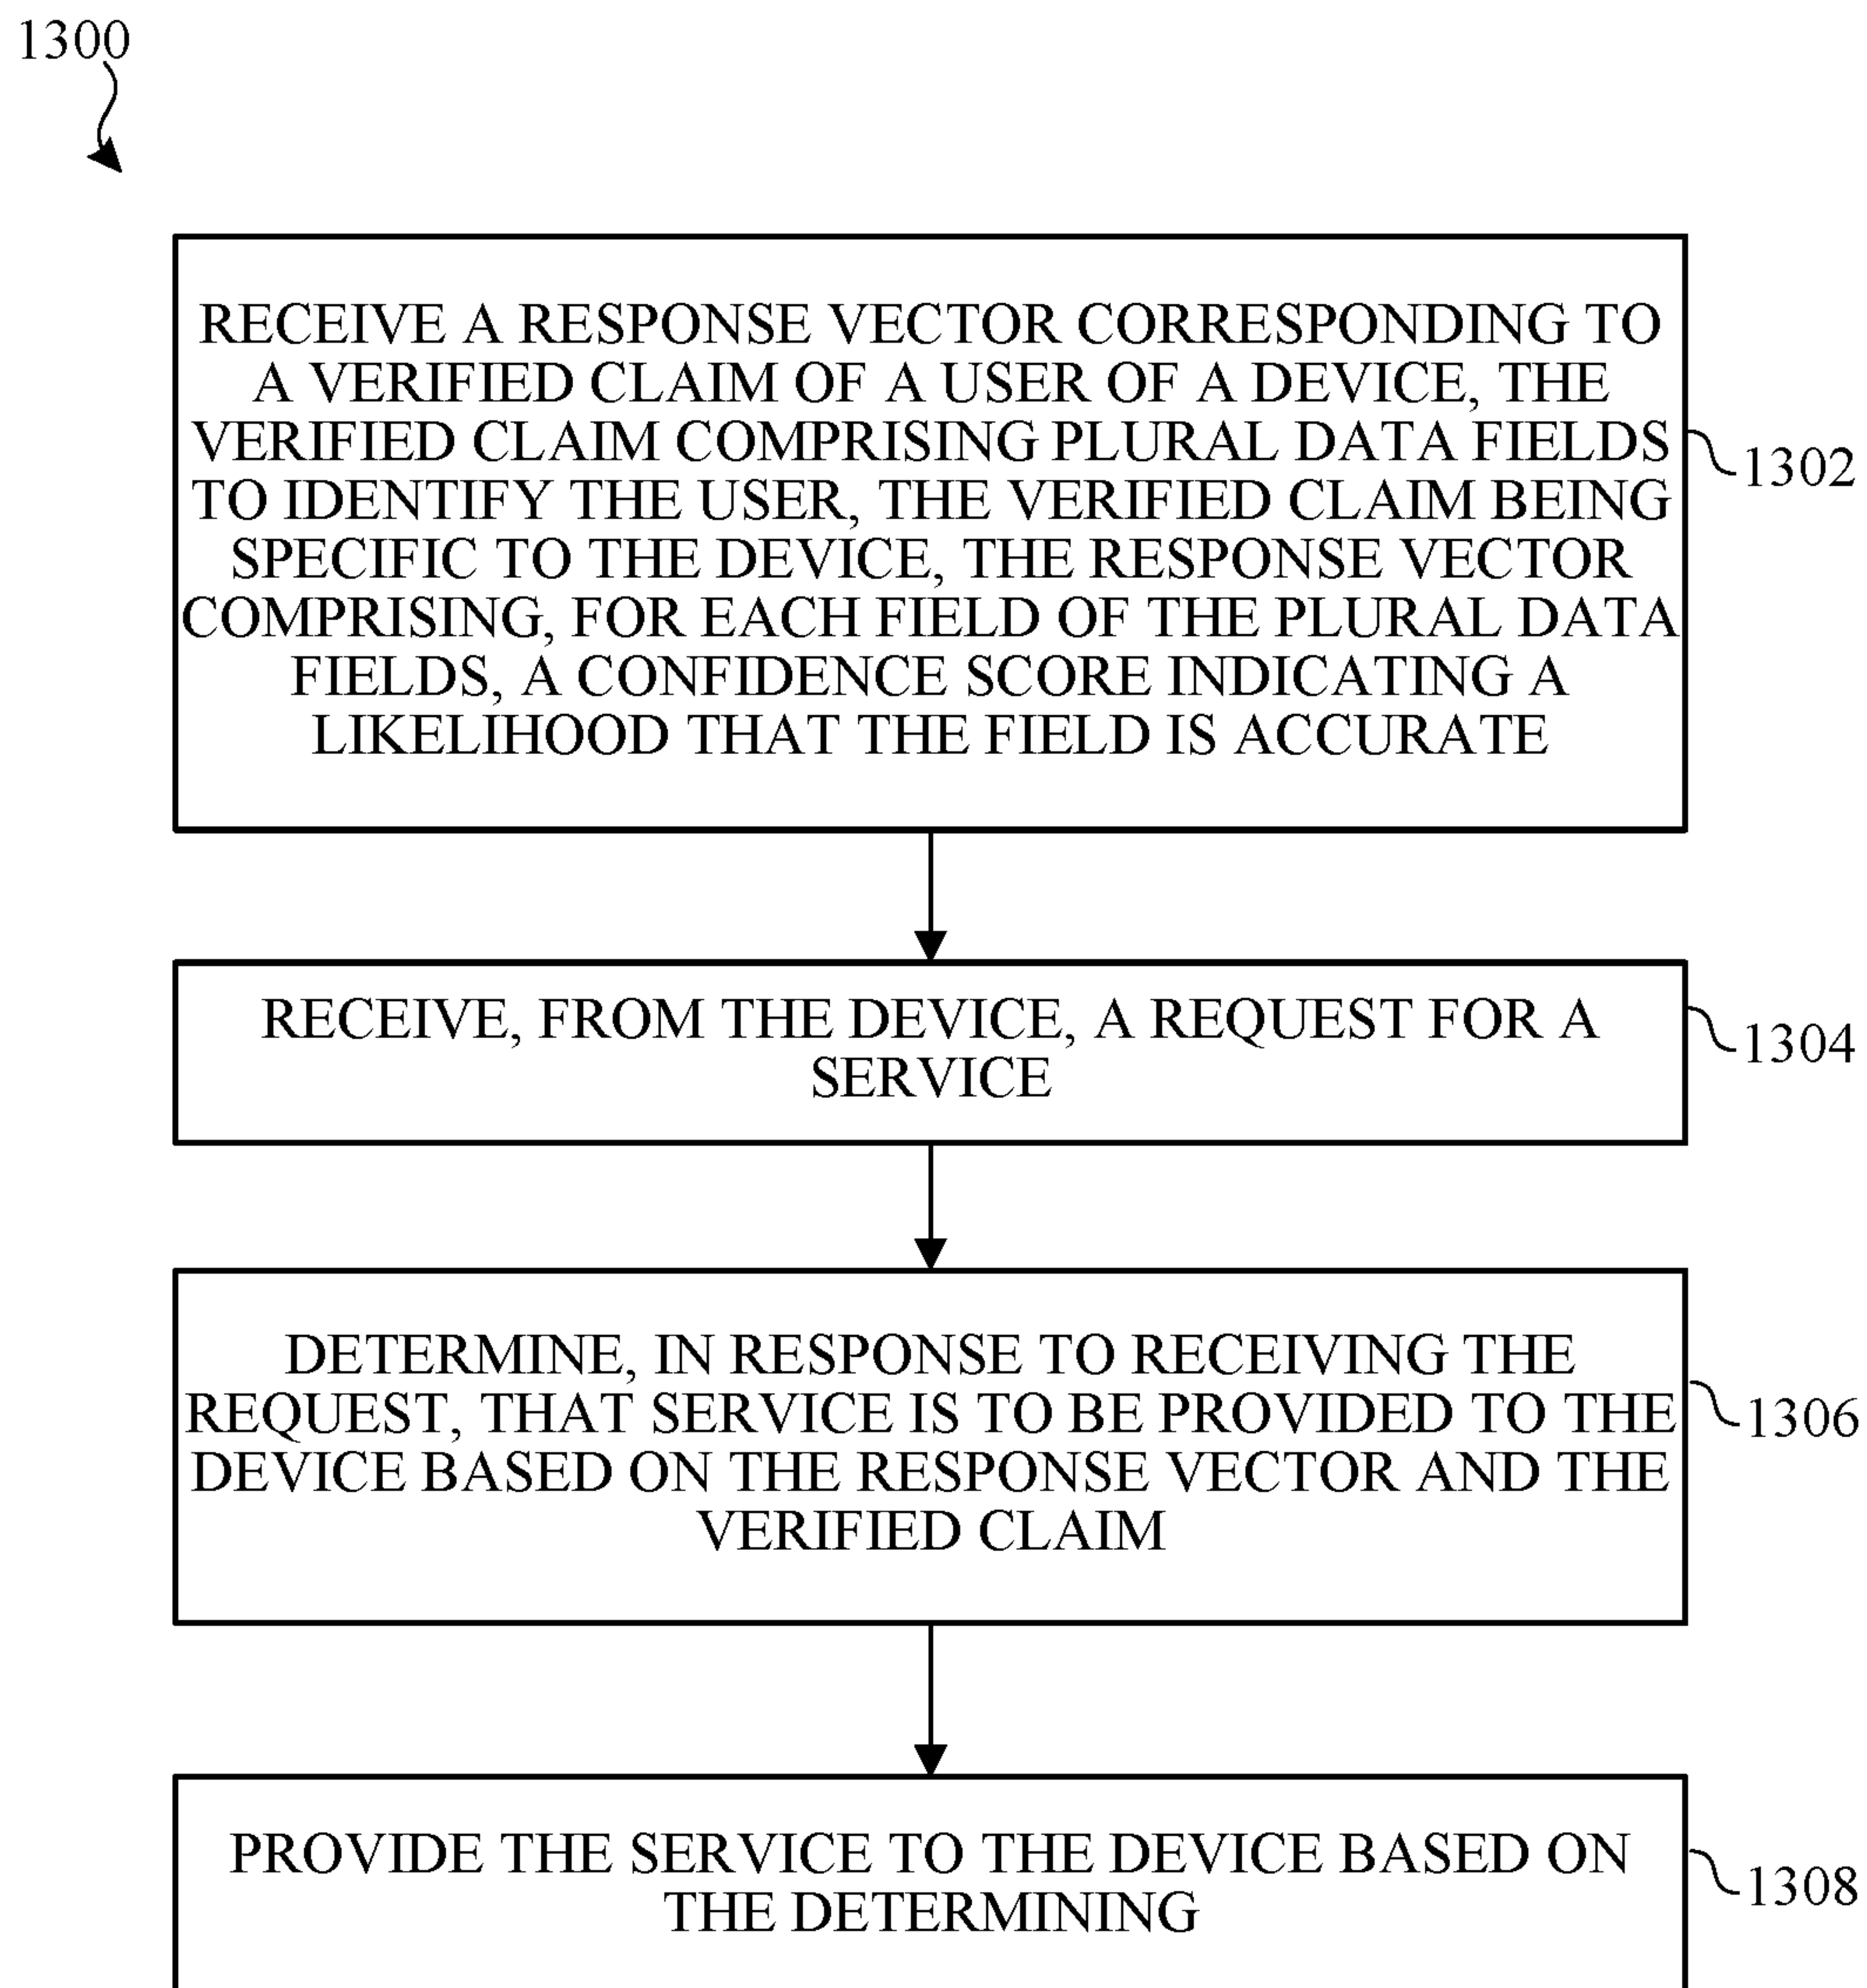 1300
RECEIVE A RESPONSE VECTOR CORRESPONDING TO
A VERIFIED CLAIM OF A USER OF A DEVICE, THE
VERIFIED CLAIM COMPRISING PLURAL DATA FIELDS
TO IDENTIFY THE USER, THE VERIFIED CLAIM BEING
SPECIFIC TO THE DEVICE, THE RESPONSE VECTOR
COMPRISING, FOR EACH FIELD OF THE PLURAL DATA
FIELDS, A CONFIDENCE SCORE INDICATING A
LIKELIHOOD THAT THE FIELD IS ACCURATE
1302
RECEIVE, FROM THE DEVICE, A REQUEST FOR A
SERVICE
1304
DETERMINE, IN RESPONSE TO RECEIVING THE
REQUEST, THAT SERVICE IS TO BE PROVIDED TO THE
DEVICE BASED ON THE RESPONSE VECTOR AND THE
VERIFIED CLAIM
1306
PROVIDE THE SERVICE TO THE DEVICE BASED ON
THE DETERMINING
1308